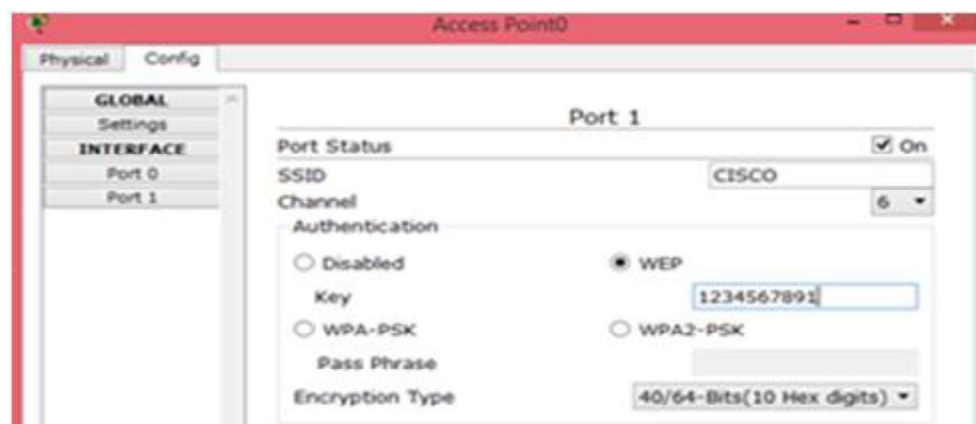 Access Point0
Physical Config
GLOBAL
Settings
INTERFACE
Port 0
Port 1
Port 1
Port Status On
SSID CISCO
Channel 6
Authentication
Disabled WEP
Key 1234567891
WPA-PSK WPA2-PSK
Pass Phrase
Encryption Type 40/64-Bits(10 Hex digits)